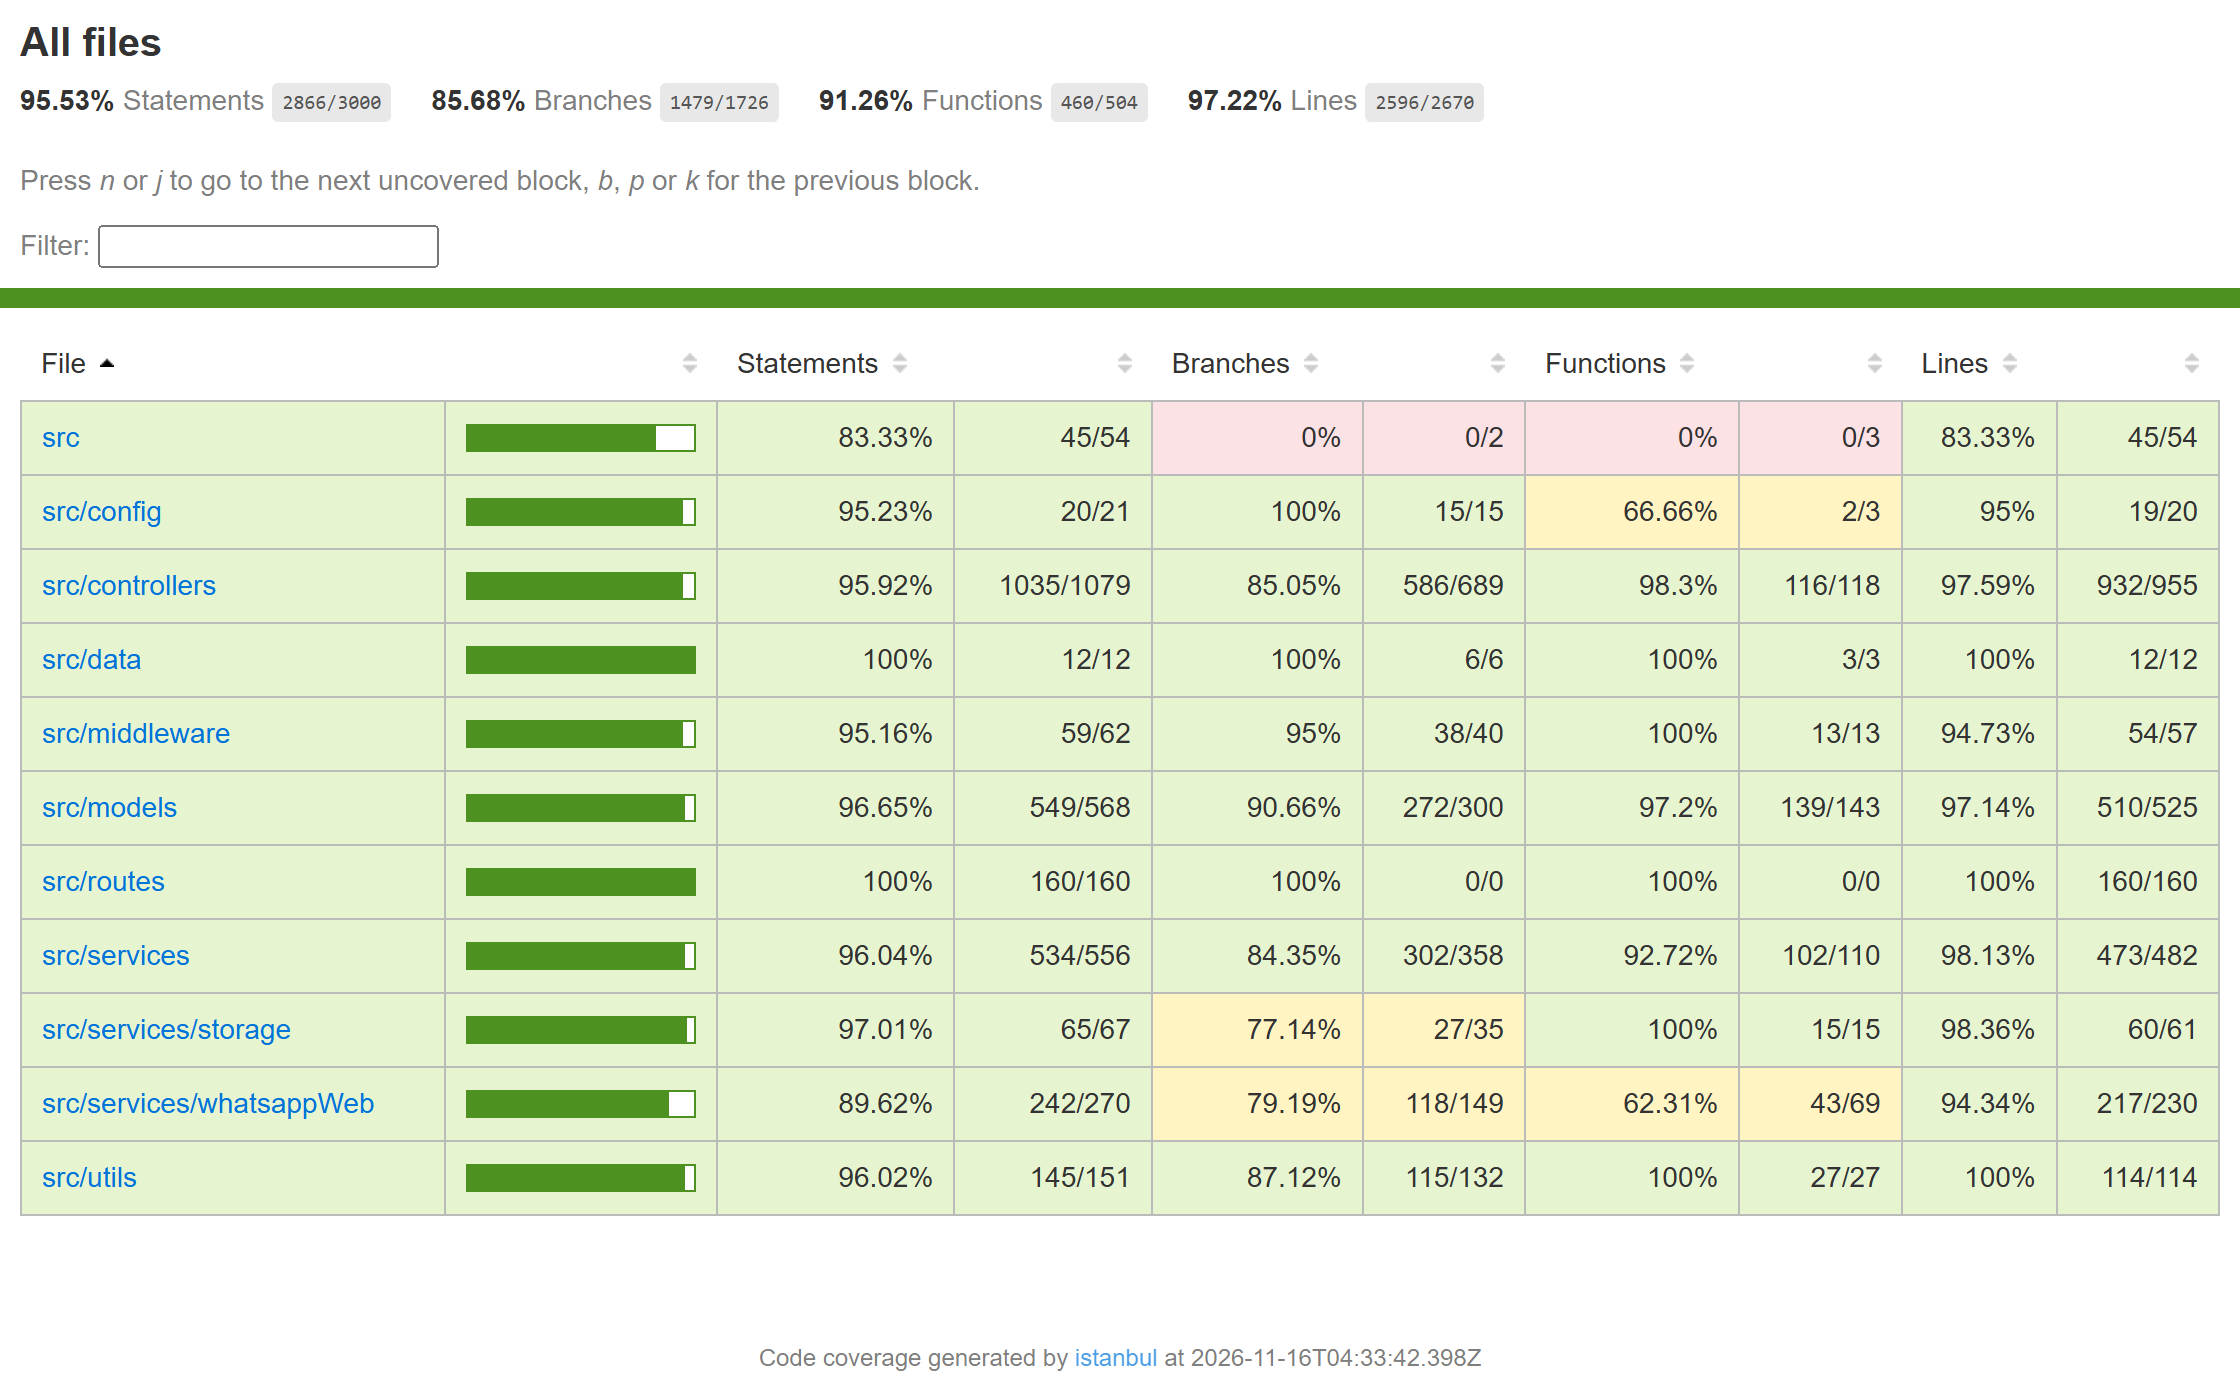 All files
95.53% Statements 2866/3000 85.68% Branches 1479/1726 91.26% Functions 460/504 97.22% Lines 2596/2670
Press n or j to go to the next uncovered block, b, p or k for the previous block.
Filter:
File Statements Branches Functions Lines
src 83.33% 45/54 0% 0/2 0% 0/3 83.33% 45/54
src/config 95.23% 20/21 100% 15/15 66.66% 2/3 95% 19/20
src/controllers 95.92% 1035/1079 85.05% 586/689 98.3% 116/118 97.59% 932/955
src/data 100% 12/12 100% 6/6 100% 3/3 100% 12/12
src/middleware 95.16% 59/62 95% 38/40 100% 13/13 94.73% 54/57
src/models 96.65% 549/568 90.66% 272/300 97.2% 139/143 97.14% 510/525
src/routes 100% 160/160 100% 0/0 100% 0/0 100% 160/160
src/services 96.04% 534/556 84.35% 302/358 92.72% 102/110 98.13% 473/482
src/services/storage 97.01% 65/67 77.14% 27/35 100% 15/15 98.36% 60/61
src/services/whatsappWeb 89.62% 242/270 79.19% 118/149 62.31% 43/69 94.34% 217/230
src/utils 96.02% 145/151 87.12% 115/132 100% 27/27 100% 114/114
Code coverage generated by istanbul at 2026-11-16T04:33:42.398Z